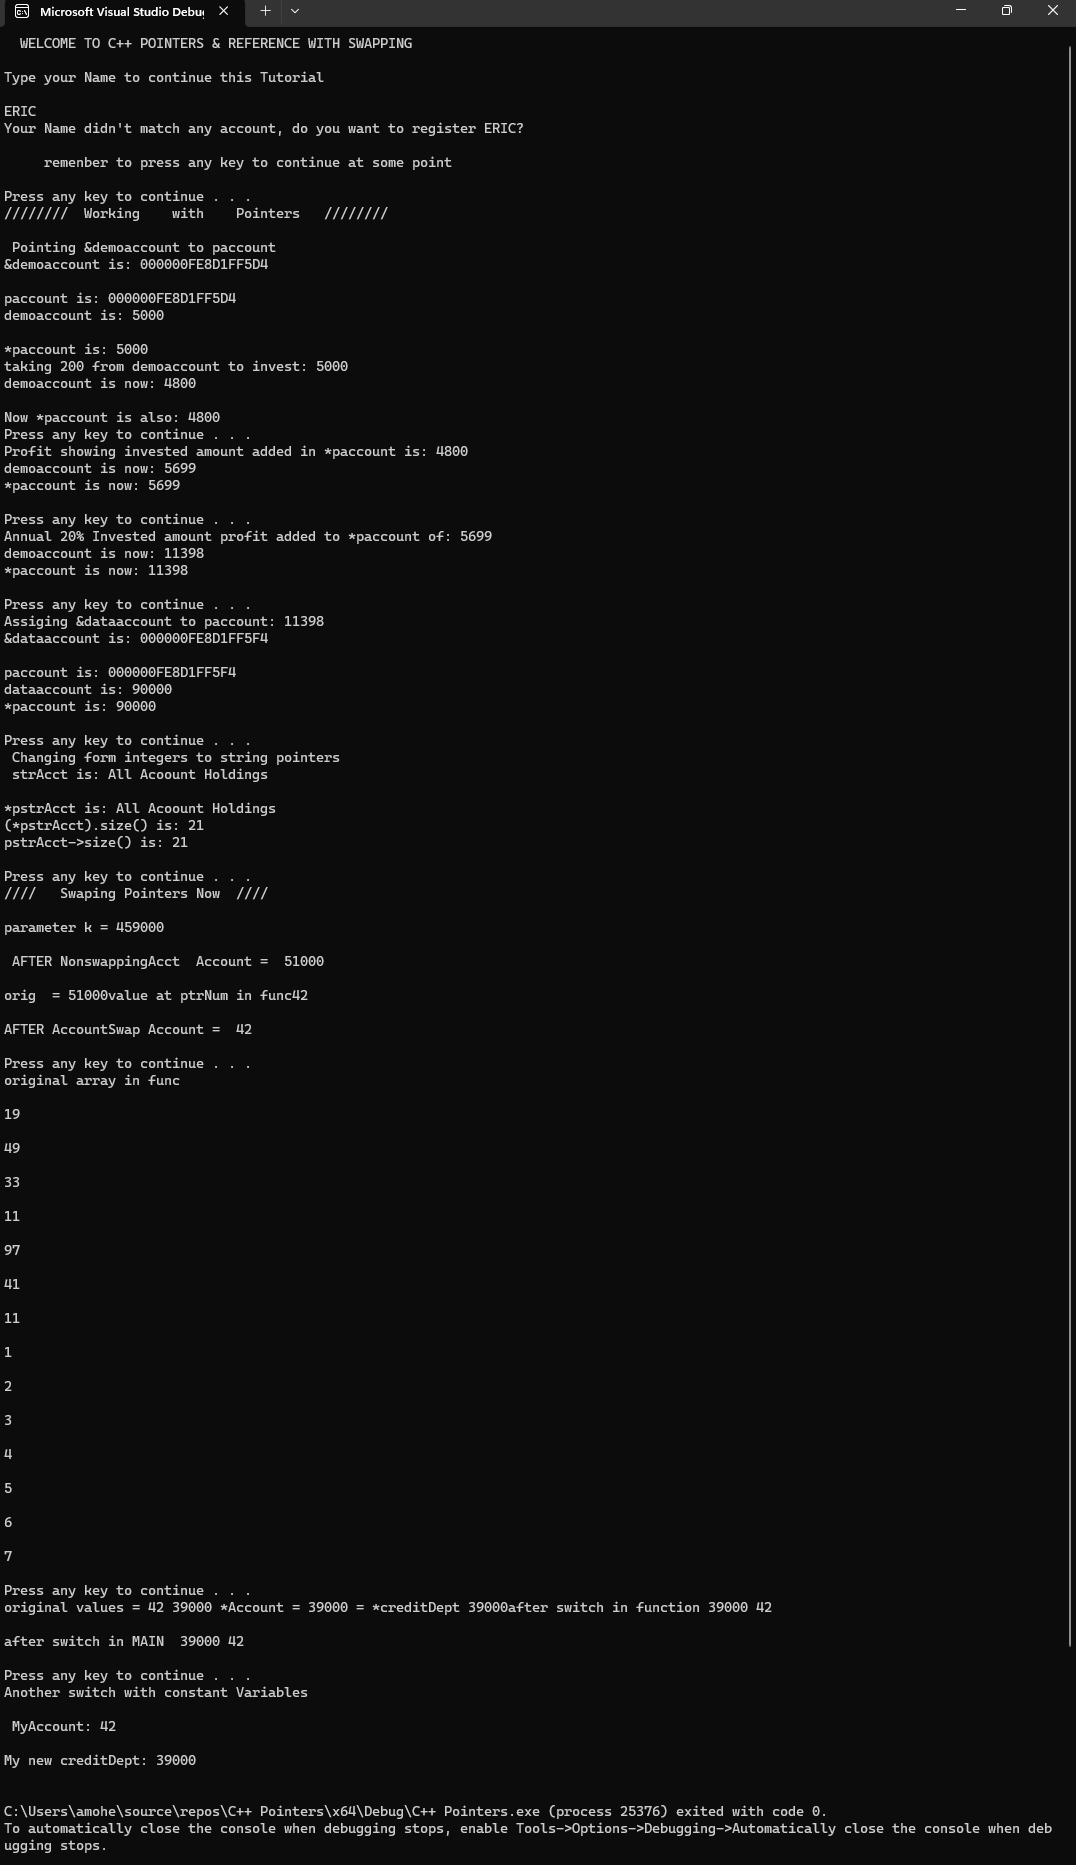 Microsoft Visual Studio Debu
WELCOME TO C++ POINTERS & REFERENCE WITH SWAPPING
Type your Name to continue this Tutorial
ERIC
Your Name didn't match any account, do you want to register ERIC?
remenber to press any key to continue at some point
Press any key to continue . . .
//////// Working with Pointers ////////
Pointing &demoaccount to paccount
&demoaccount is: 000000FE8D1FF5D4
paccount is: 000000FE8D1FF5D4
demoaccount is: 5000
*paccount is: 5000
taking 200 from demoaccount to invest: 5000
demoaccount is now: 4800
Now *paccount is also: 4800
Press any key to continue . . .
Profit showing invested amount added in *paccount is: 4800
demoaccount is now: 5699
*paccount is now: 5699
Press any key to continue . . .
Annual 20% Invested amount profit added to *paccount of: 5699
demoaccount is now: 11398
*paccount is now: 11398
Press any key to continue . . .
Assiging &dataaccount to paccount: 11398
&dataaccount is: 000000FE8D1FF5F4
paccount is: 000000FE8D1FF5F4
dataaccount is: 90000
*paccount is: 90000
Press any key to continue . . .
Changing form integers to string pointers
strAcct is: All Acoount Holdings
*pstrAcct is: All Acoount Holdings
(*pstrAcct).size() is: 21
pstrAcct->size() is: 21
Press any key to continue . . .
//// Swaping Pointers Now ////
parameter k = 459000
AFTER NonswappingAcct Account = 51000
orig = 51000value at ptrNum in func42
AFTER AccountSwap Account = 42
Press any key to continue . . .
original array in func
19
49
33
11
97
41
11
1
2
3
4
5
6
7
Press any key to continue . . .
original values = 42 39000 *Account = 39000 = *creditDept 39000after switch in function 39000 42
after switch in MAIN 39000 42
Press any key to continue . . .
Another switch with constant Variables
MyAccount: 42
My new creditDept: 39000
C:\Users\amohe\source\repos\C++ Pointers\x64\Debug\C++ Pointers.exe (process 25376) exited with code 0.
To automatically close the console when debugging stops, enable Tools->Options->Debugging->Automatically close the console when deb
ugging stops.